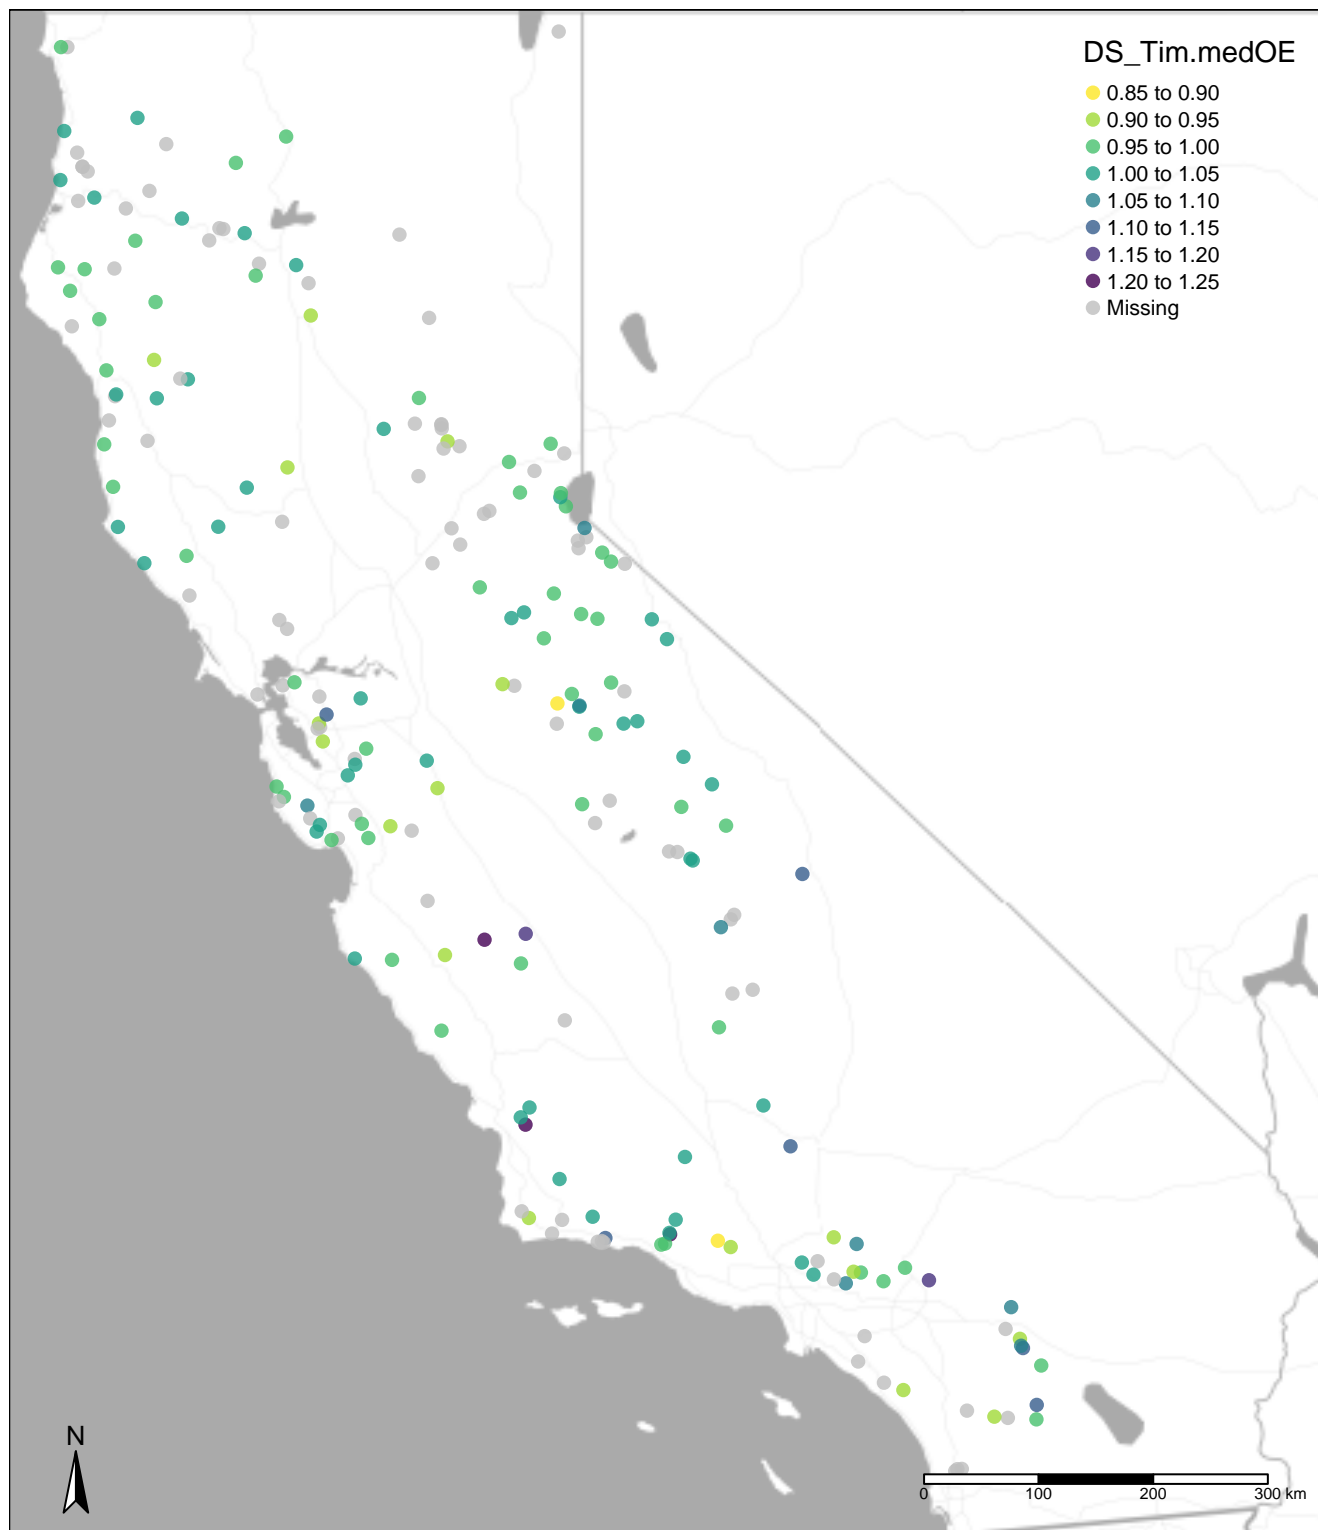 DS_Tim.medOE
0.85 to 0.90
0.90 to 0.95
0.95 to 1.00
1.00 to 1.05
1.05 to 1.10
1.10 to 1.15
1.15 to 1.20
1.20 to 1.25
Missing
N
0 100 200 300 km